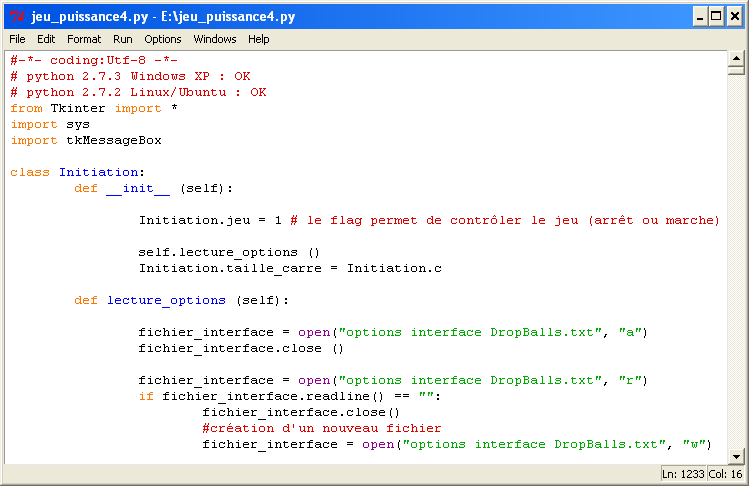 jeu_puissance4.py - E:\jeu_puissance4.py
File Edit Format Run Options Windows Help
#-*- coding:Utf-8 -*-
# python 2.7.3 Windows XP : OK
# python 2.7.2 Linux/Ubuntu : OK
from Tkinter import *
import sys
import tkMessageBox
class Initiation:
def __init__ (self):
Initiation.jeu = 1 # le flag permet de contrôler le jeu (arrêt ou marche)
self.lecture_options ()
Initiation.taille_carre = Initiation.c
def lecture_options (self):
fichier_interface = open("options interface DropBalls.txt", "a")
fichier_interface.close ()
fichier_interface = open("options interface DropBalls.txt", "r")
if fichier_interface.readline() == "":
fichier_interface.close()
#création d'un nouveau fichier
fichier_interface = open("options interface DropBalls.txt", "w")
Ln: 1233 Col: 16